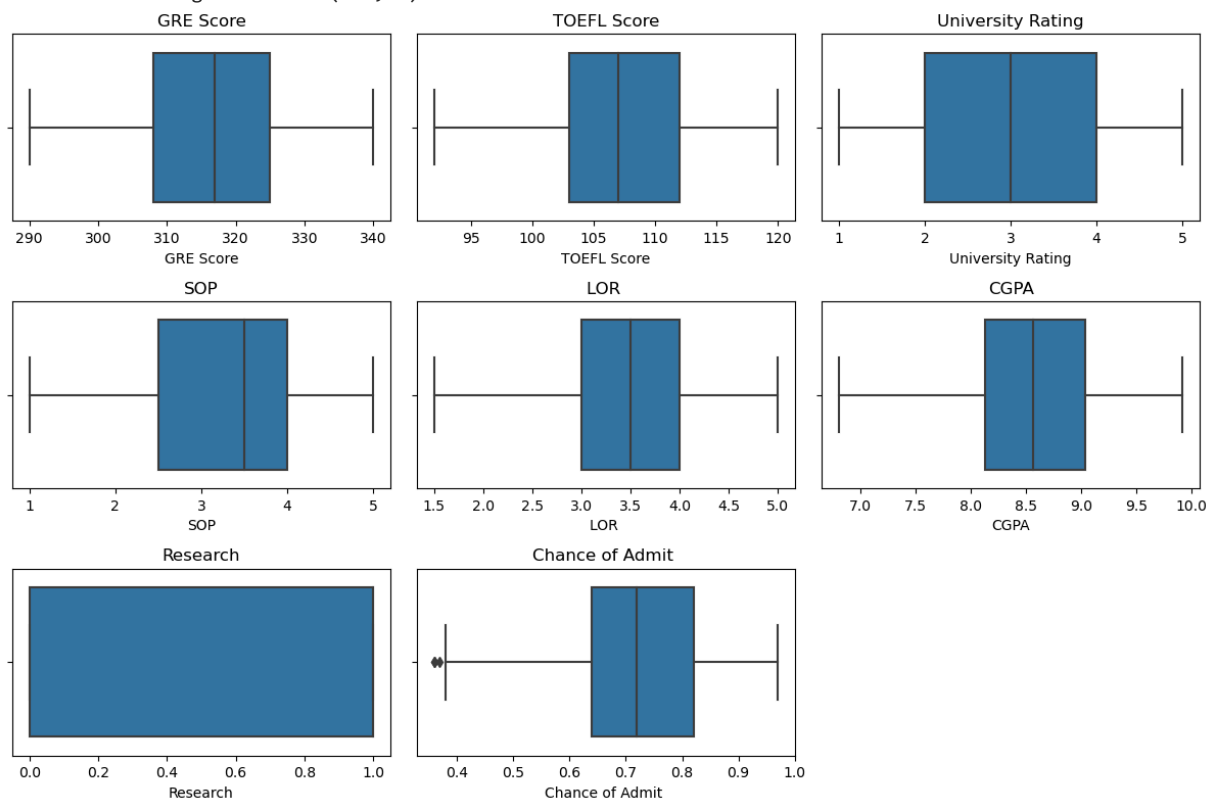 GRE Score
TOEFL Score
University Rating
290 300 310 320 330 340
95 100 105 110 115 120
1 2 3 4 5
GRE Score
TOEFL Score
University Rating
SOP
LOR
CGPA
1 2 3 4 5
1.5 2.0 2.5 3.0 3.5 4.0 4.5 5.0
7.0 7.5 8.0 8.5 9.0 9.5 10.0
SOP
LOR
CGPA
Research
Chance of Admit
0.0 0.2 0.4 0.6 0.8 1.0
0.4 0.5 0.6 0.7 0.8 0.9 1.0
Research
Chance of Admit